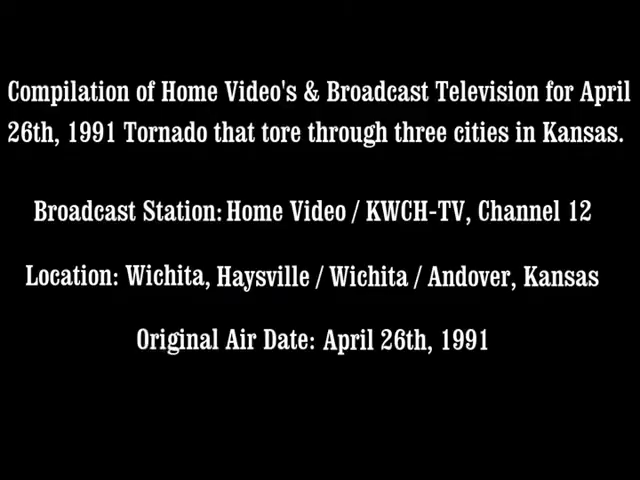 Compilation of Home Video's & Broadcast Television for April
26th, 1991 Tornado that tore through three cities in Kansas.
Broadcast Station: Home Video / KWCH-TV, Channel 12
Location: Wichita, Haysville / Wichita / Andover, Kansas
Original Air Date: April 26th, 1991